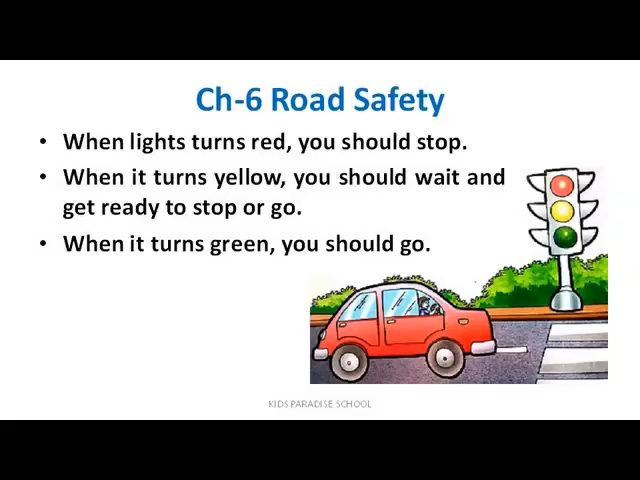 Ch-6 Road Safety
• When lights turns red, you should stop.
• When it turns yellow, you should wait and
get ready to stop or go.
• When it turns green, you should go.
KIDS PARADISE SCHOOL